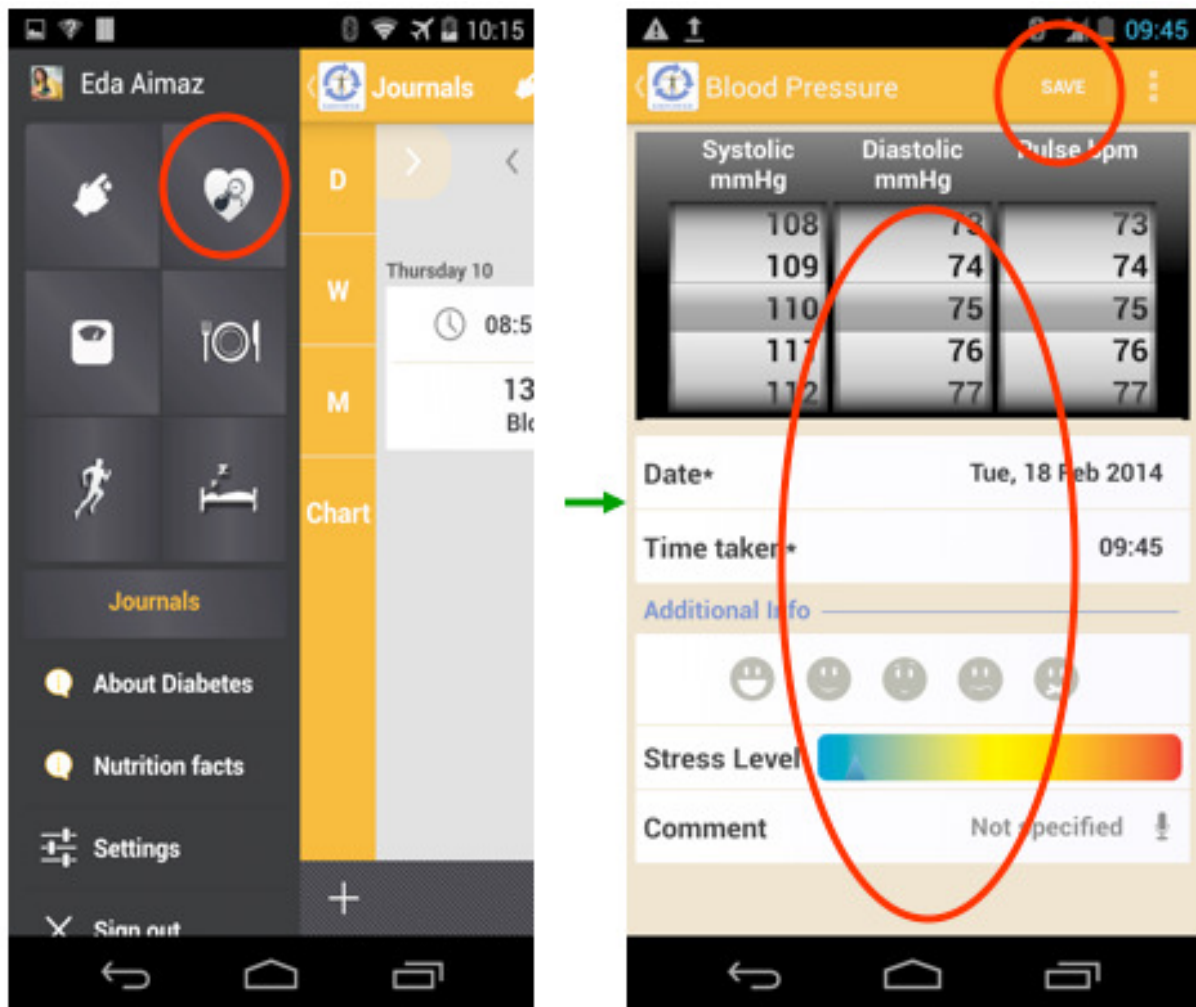 10:15
Eda Aimaz
Journals
D
W
M
Chart
Thursday 10
08:5
13
Blo
Journals
About Diabetes
Nutrition facts
Settings
Sign out
09:45
Blood Pressure
SAVE
Systolic
mmHg
Diastolic
mmHg
Pulse bpm
108 73 73
109 74 74
110 75 75
111 76 76
112 77 77
Date*
Tue, 18 Feb 2014
Time taken*
09:45
Additional Info
Stress Level
Comment
Not specified